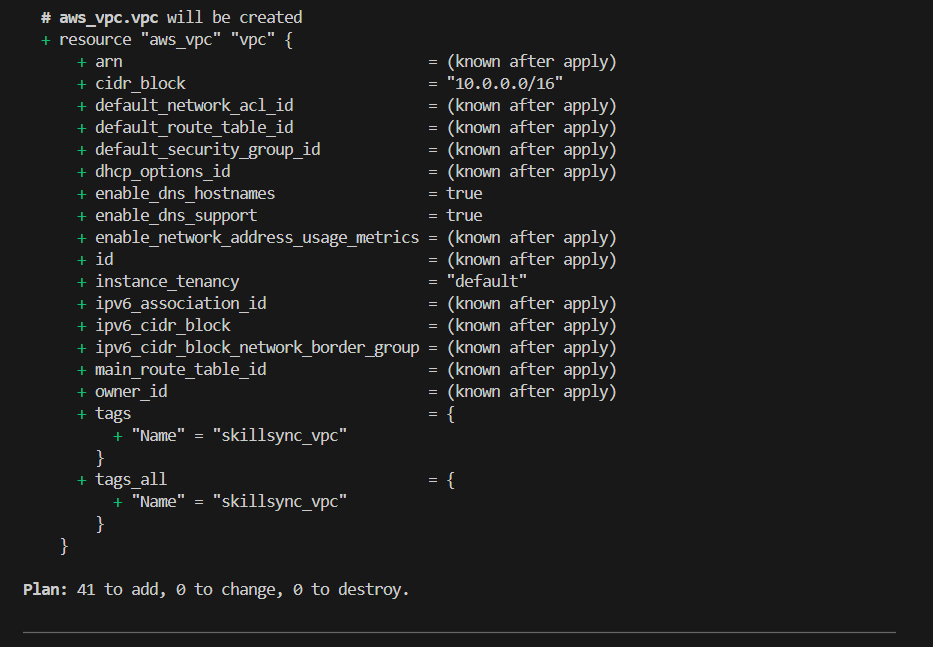 # aws_vpc.vpc will be created
+ resource "aws_vpc" "vpc" {
+ arn = (known after apply)
+ cidr_block = "10.0.0.0/16"
+ default_network_acl_id = (known after apply)
+ default_route_table_id = (known after apply)
+ default_security_group_id = (known after apply)
+ dhcp_options_id = (known after apply)
+ enable_dns_hostnames = true
+ enable_dns_support = true
+ enable_network_address_usage_metrics = (known after apply)
+ id = (known after apply)
+ instance_tenancy = "default"
+ ipv6_association_id = (known after apply)
+ ipv6_cidr_block = (known after apply)
+ ipv6_cidr_block_network_border_group = (known after apply)
+ main_route_table_id = (known after apply)
+ owner_id = (known after apply)
+ tags = {
+ "Name" = "skillsync_vpc"
}
+ tags_all = {
+ "Name" = "skillsync_vpc"
}
}
Plan: 41 to add, 0 to change, 0 to destroy.